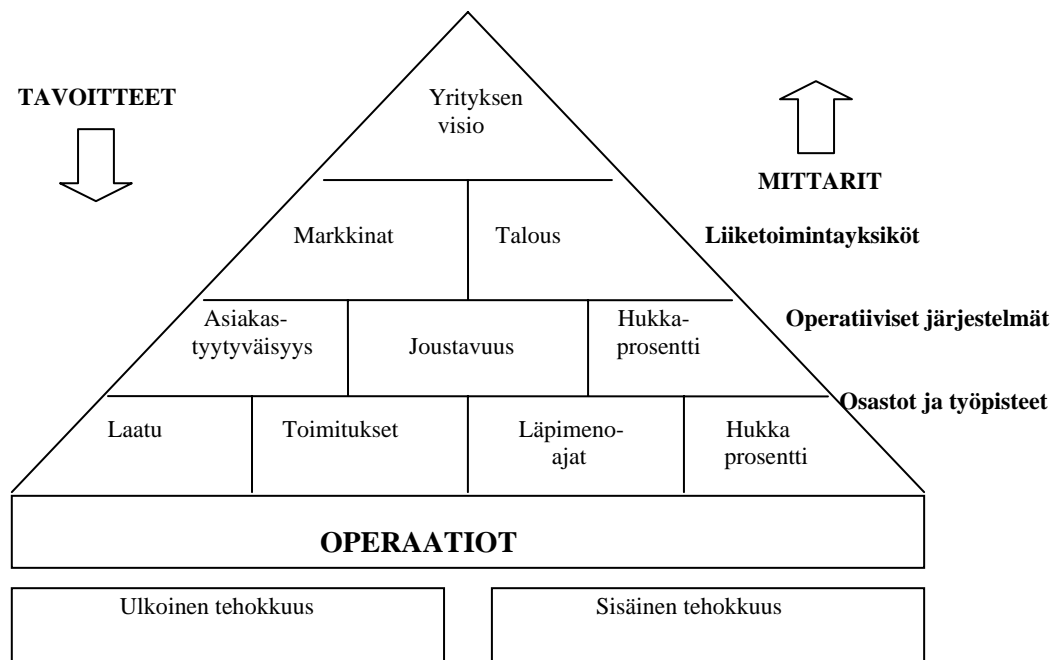 TAVOITTEET
Yrityksen
visio
MITTARIT
Markkinat
Talous
Liiketoimintayksiköt
Asiakas-
tyytyväisyys
Joustavuus
Hukka-
prosentti
Operatiiviset järjestelmät
Osastot ja työpisteet
Laatu
Toimitukset
Läpimeno-
ajat
Hukka
prosentti
OPERAATIOT
Ulkoinen tehokkuus
Sisäinen tehokkuus